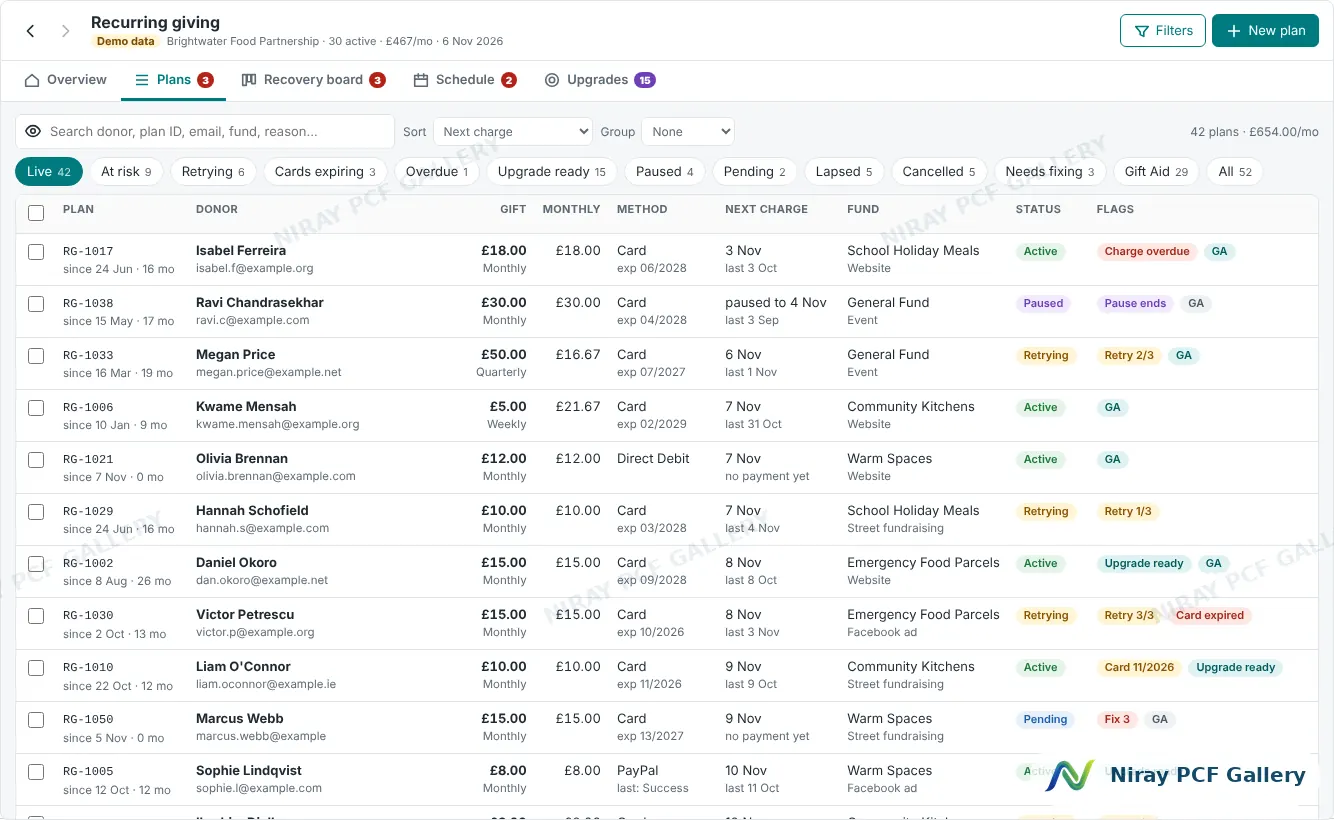 Recurring giving
Demo data Brightwater Food Partnership · 30 active · £467/mo · 6 Nov 2026
Filters
New plan
Overview
Plans 3
Recovery board 3
Schedule 2
Upgrades 15
Search donor, plan ID, email, fund, reason...
Sort Next charge
Group None
42 plans · £654.00/mo
Live 42
At risk 9
Retrying 6
Cards expiring 3
Overdue 1
Upgrade ready 15
Paused 4
Pending 2
Lapsed 5
Cancelled 5
Needs fixing 3
Gift Aid 29
All 52
PLAN DONOR GIFT MONTHLY METHOD NEXT CHARGE FUND STATUS FLAGS
RG-1017 Isabel Ferreira £18.00 £18.00 Card 3 Nov School Holiday Meals Active Charge overdue GA
since 24 Jun · 16 mo isabel.f@example.org Monthly exp 06/2028 last 3 Oct Website
RG-1038 Ravi Chandrasekhar £30.00 £30.00 Card paused to 4 Nov General Fund Paused Pause ends GA
since 15 May · 17 mo ravi.c@example.com Monthly exp 04/2028 last 3 Sep Event
RG-1033 Megan Price £50.00 £16.67 Card 6 Nov General Fund Retrying Retry 2/3 GA
since 16 Mar · 19 mo megan.price@example.net Quarterly exp 07/2027 last 1 Nov Event
RG-1006 Kwame Mensah £5.00 £21.67 Card 7 Nov Community Kitchens Active GA
since 10 Jan · 9 mo kwame.mensah@example.org Weekly exp 02/2029 last 31 Oct Website
RG-1021 Olivia Brennan £12.00 £12.00 Direct Debit 7 Nov Warm Spaces Active GA
since 7 Nov · 0 mo olivia.brennan@example.com Monthly no payment yet Website
RG-1029 Hannah Schofield £10.00 £10.00 Card 7 Nov School Holiday Meals Retrying Retry 1/3
since 24 Jun · 16 mo hannah.s@example.com Monthly exp 03/2028 last 4 Nov Street fundraising
RG-1002 Daniel Okoro £15.00 £15.00 Card 8 Nov Emergency Food Parcels Active Upgrade ready GA
since 8 Aug · 26 mo dan.okoro@example.net Monthly exp 09/2028 last 8 Oct Website
RG-1030 Victor Petrescu £15.00 £15.00 Card 8 Nov Emergency Food Parcels Retrying Retry 3/3 Card expired
since 2 Oct · 13 mo victor.p@example.org Monthly exp 10/2026 last 3 Nov Facebook ad
RG-1010 Liam O'Connor £10.00 £10.00 Card 9 Nov Community Kitchens Active Card 11/2026 Upgrade ready
since 22 Oct · 12 mo liam.oconnor@example.ie Monthly exp 11/2026 last 9 Oct Street fundraising
RG-1050 Marcus Webb £15.00 £15.00 Card 9 Nov Warm Spaces Pending Fix 3 GA
since 5 Nov · 0 mo marcus.webb@example Monthly exp 13/2027 no payment yet Street fundraising
RG-1005 Sophie Lindqvist £8.00 £8.00 PayPal 10 Nov Warm Spaces Active
since 12 Oct · 12 mo sophie.l@example.com Monthly last: Success last 11 Oct Facebook ad
NIRAY PCF GALLERY
NIRAY PCF GALLERY
NIRAY PCF GALLERY
Niray PCF Gallery